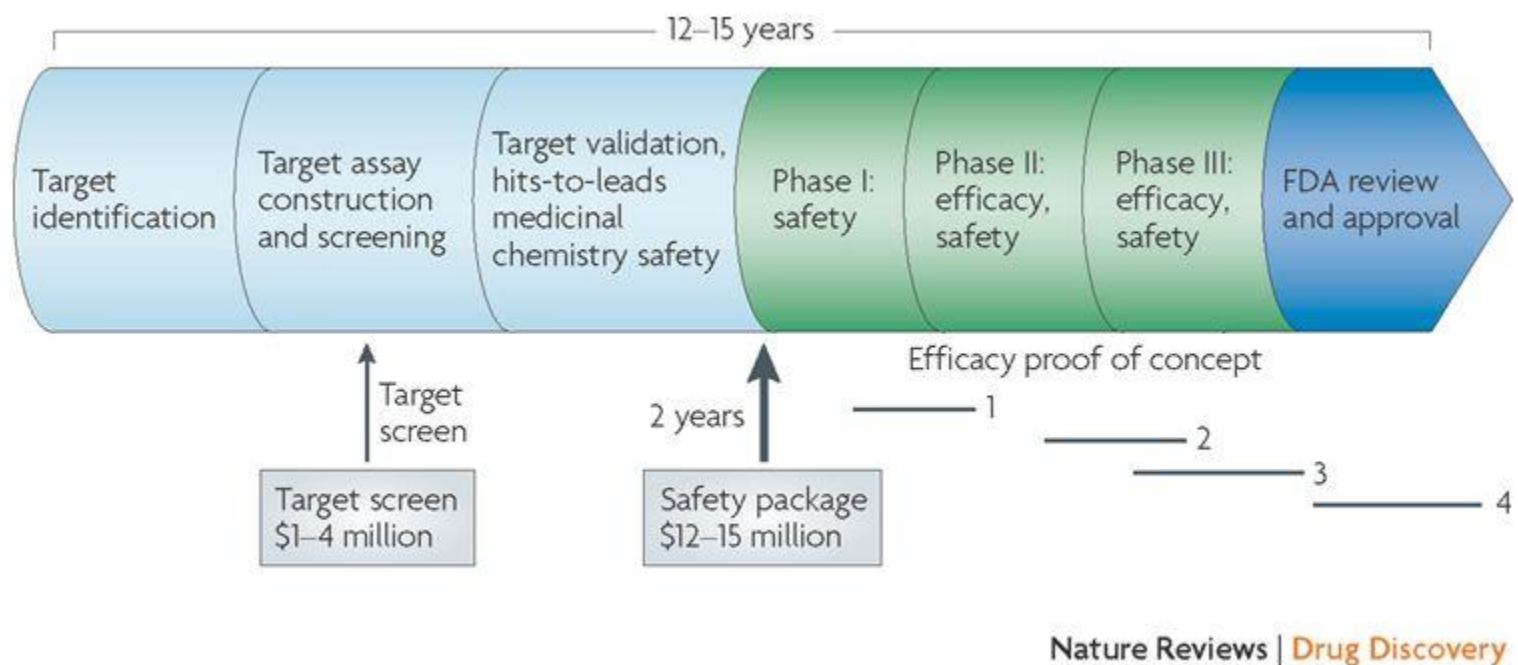 12–15 years
Target
identification
Target assay
construction
and screening
Target validation,
hits-to-leads
medicinal
chemistry safety
Phase I:
safety
Phase II:
efficacy,
safety
Phase III:
efficacy,
safety
FDA review
and approval
Efficacy proof of concept
Target
screen
2 years
1
2
3
4
Target screen
$1–4 million
Safety package
$12–15 million
Nature Reviews | Drug Discovery